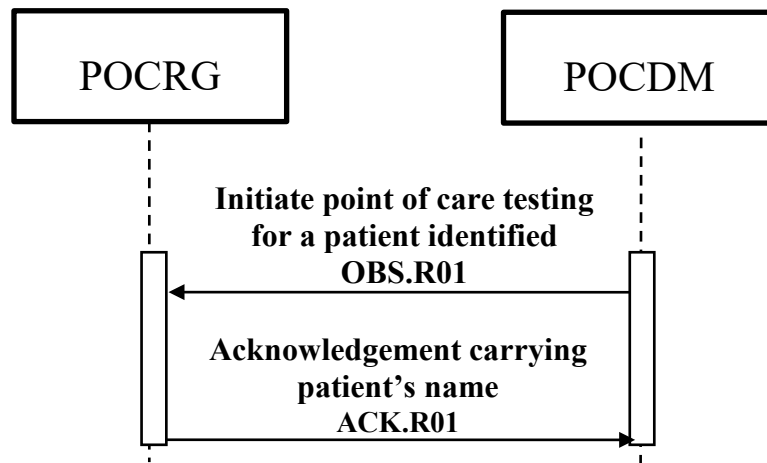 POCRG
POCDM
Initiate point of care testing
for a patient identified
OBS.R01
Acknowledgement carrying
patient’s name
ACK.R01